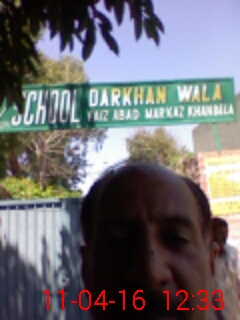 SCHOOL DARKHAN WALA
FAIZ ABAD MARKAZ KHANBALA
11-04-16 12:33